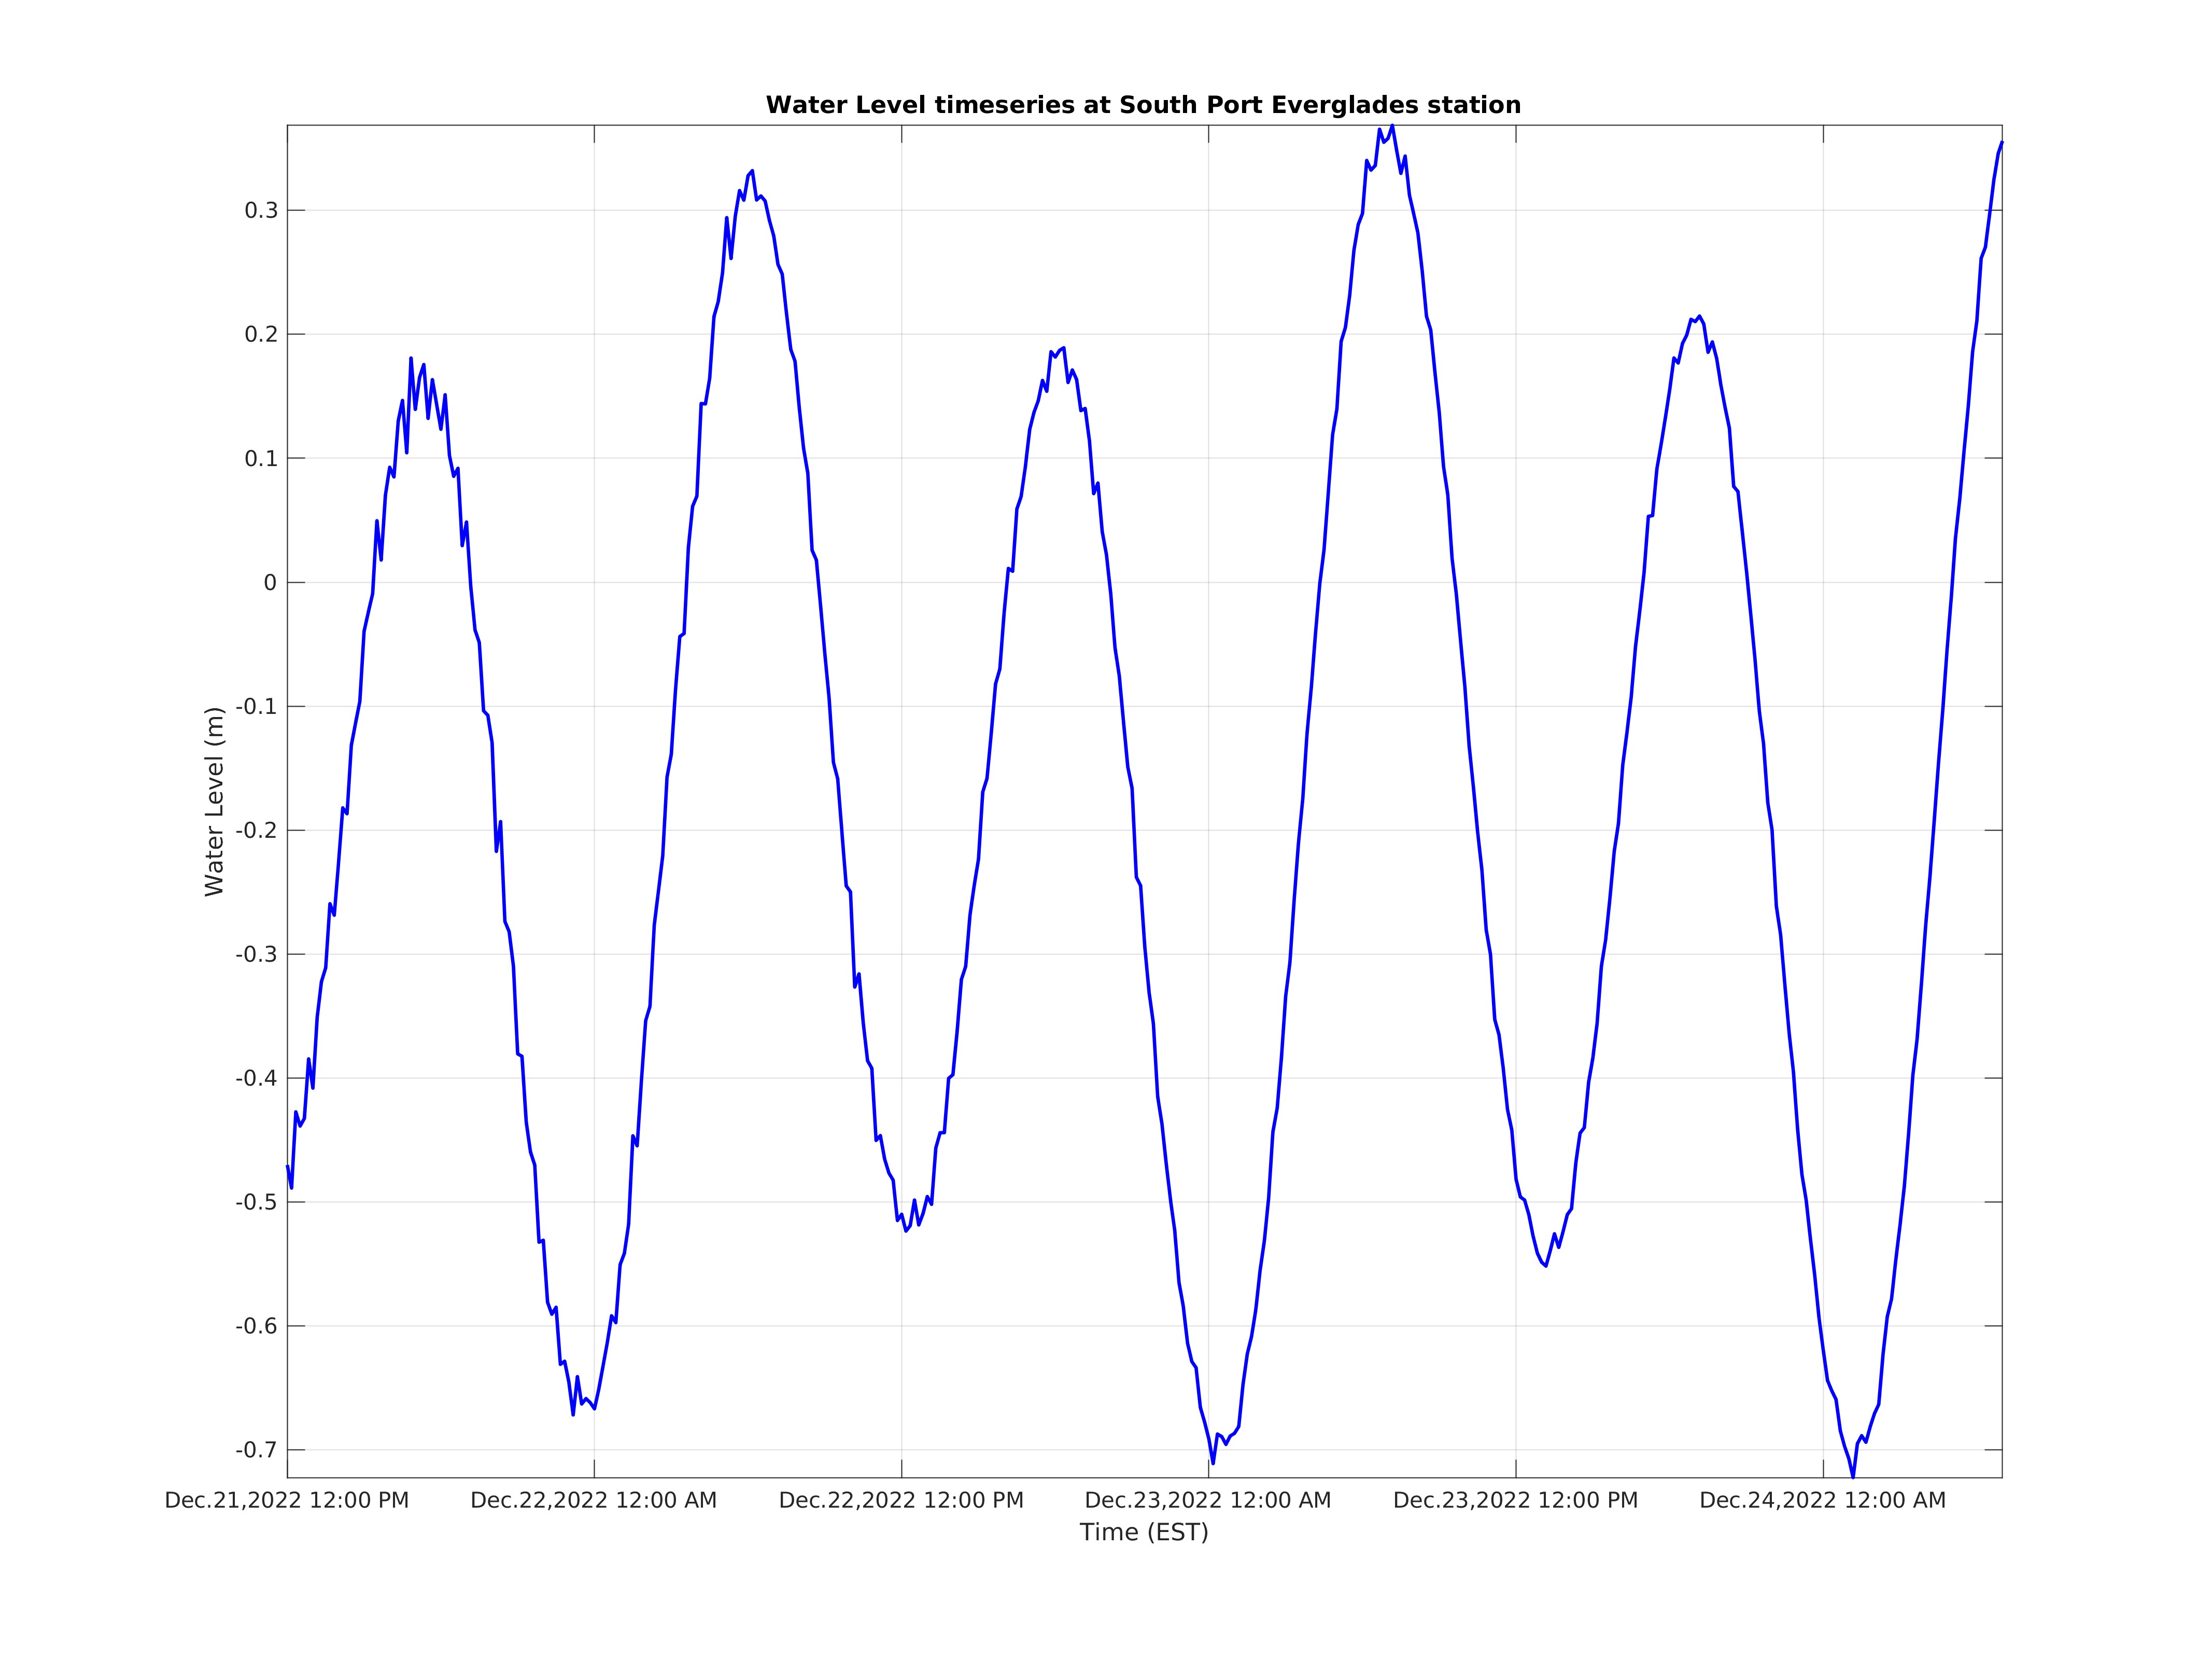 Water Level timeseries at South Port Everglades station
Water Level (m)
0.3
0.2
0.1
0
-0.1
-0.2
-0.3
-0.4
-0.5
-0.6
-0.7
Dec.21,2022 12:00 PM
Dec.22,2022 12:00 AM
Dec.22,2022 12:00 PM
Dec.23,2022 12:00 AM
Dec.23,2022 12:00 PM
Dec.24,2022 12:00 AM
Time (EST)